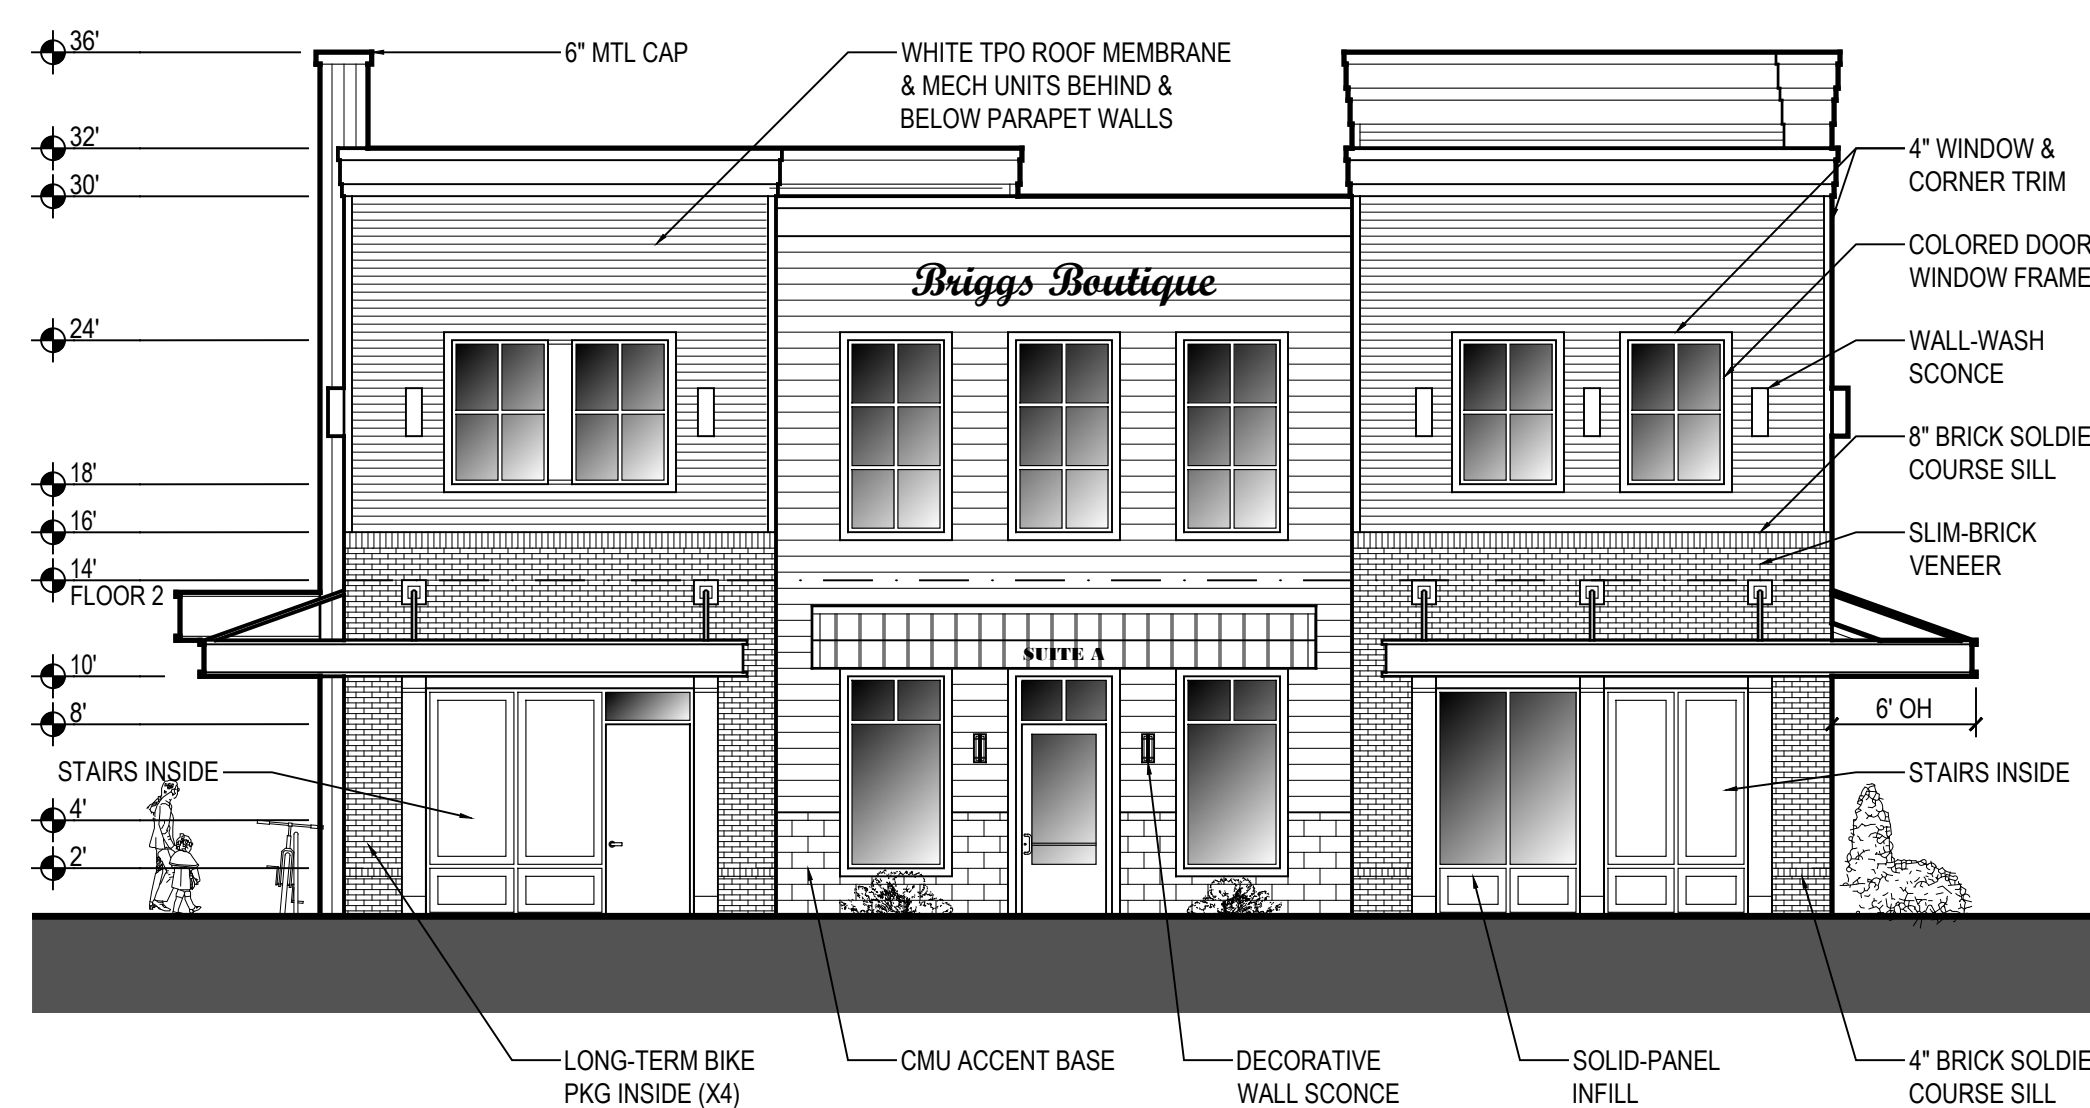 36'
6" MTL CAP
WHITE TPO ROOF MEMBRANE
& MECH UNITS BEHIND &
BELOW PARAPET WALLS
32'
4" WINDOW &
CORNER TRIM
30'
COLORED DOOR
WINDOW FRAME
Briggs Boutique
24'
WALL-WASH
SCONCE
18'
8" BRICK SOLDIE
COURSE SILL
16'
SLIM-BRICK
VENEER
14'
FLOOR 2
SUITE A
10'
8'
6' OH
STAIRS INSIDE
STAIRS INSIDE
4'
2'
LONG-TERM BIKE
PKG INSIDE (X4)
CMU ACCENT BASE
DECORATIVE
WALL SCONCE
SOLID-PANEL
INFILL
4" BRICK SOLDIE
COURSE SILL